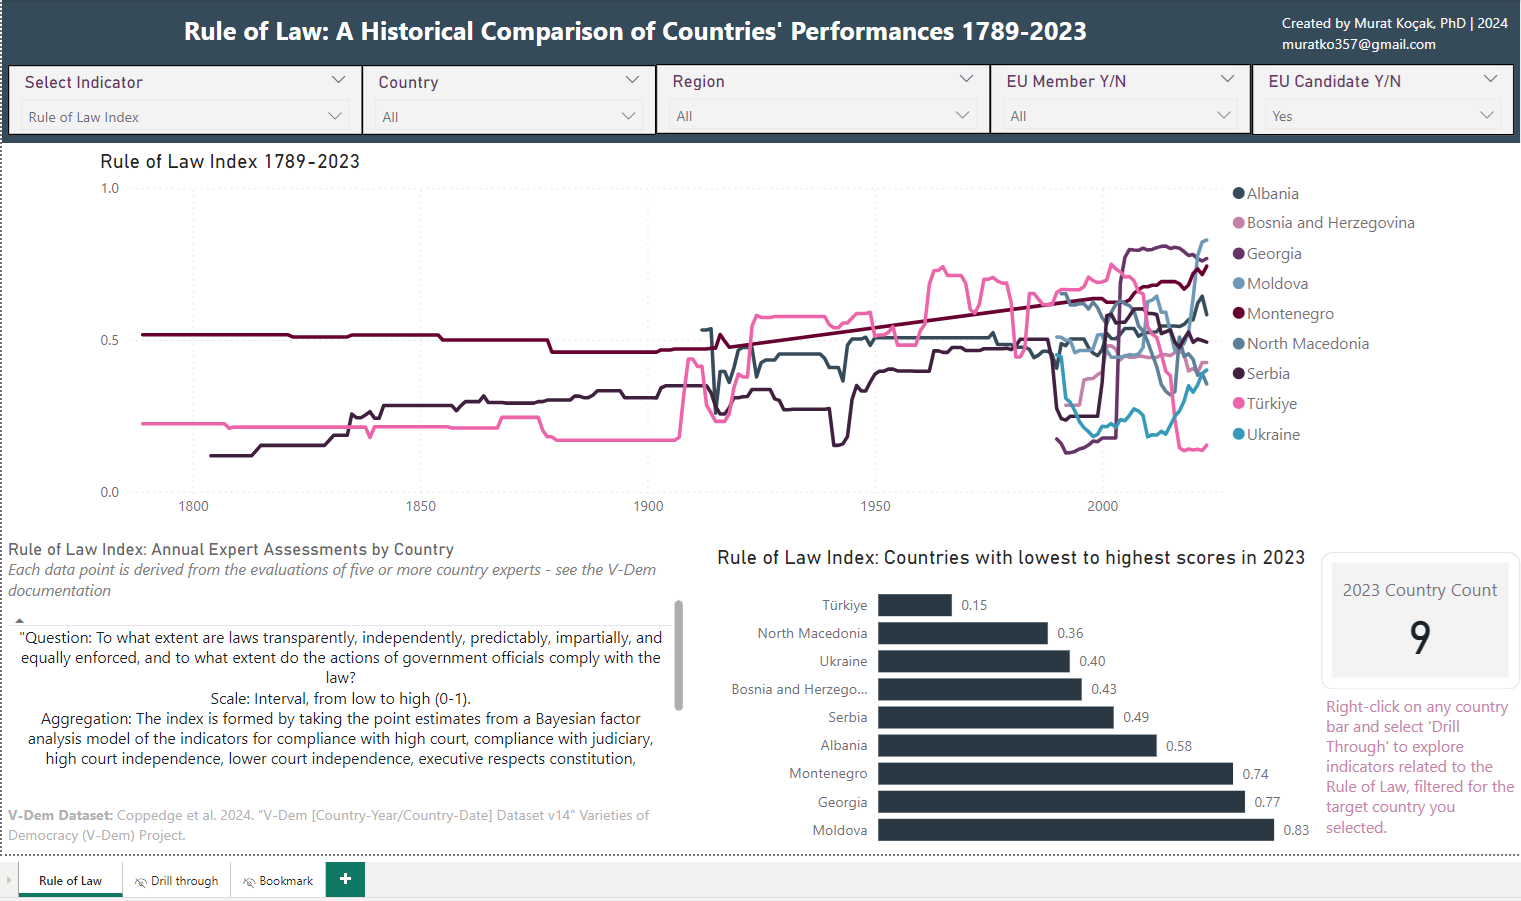 Rule of Law: A Historical Comparison of Countries' Performances 1789-2023
Created by Murat Koçak, PhD | 2024
muratko357@gmail.com
Select Indicator
Rule of Law Index
Country
All
Region
All
EU Member Y/N
All
EU Candidate Y/N
Yes
Rule of Law Index 1789-2023
1.0
0.5
0.0
1800
1850
1900
1950
2000
Albania
Bosnia and Herzegovina
Georgia
Moldova
Montenegro
North Macedonia
Serbia
Türkiye
Ukraine
Rule of Law Index: Annual Expert Assessments by Country
Each data point is derived from the evaluations of five or more country experts - see the V-Dem
documentation
"Question: To what extent are laws transparently, independently, predictably, impartially, and
equally enforced, and to what extent do the actions of government officials comply with the
law?
Scale: Interval, from low to high (0-1).
Aggregation: The index is formed by taking the point estimates from a Bayesian factor
analysis model of the indicators for compliance with high court, compliance with judiciary,
high court independence, lower court independence, executive respects constitution,
V-Dem Dataset: Coppedge et al. 2024. "V-Dem [Country-Year/Country-Date] Dataset v14" Varieties of
Democracy (V-Dem) Project.
Rule of Law Index: Countries with lowest to highest scores in 2023
Türkiye 0.15
North Macedonia 0.36
Ukraine 0.40
Bosnia and Herzego... 0.43
Serbia 0.49
Albania 0.58
Montenegro 0.74
Georgia 0.77
Moldova 0.83
2023 Country Count
9
Right-click on any country
bar and select 'Drill
Through' to explore
indicators related to the
Rule of Law, filtered for the
target country you
selected.
Rule of Law
Drill through
Bookmark
+